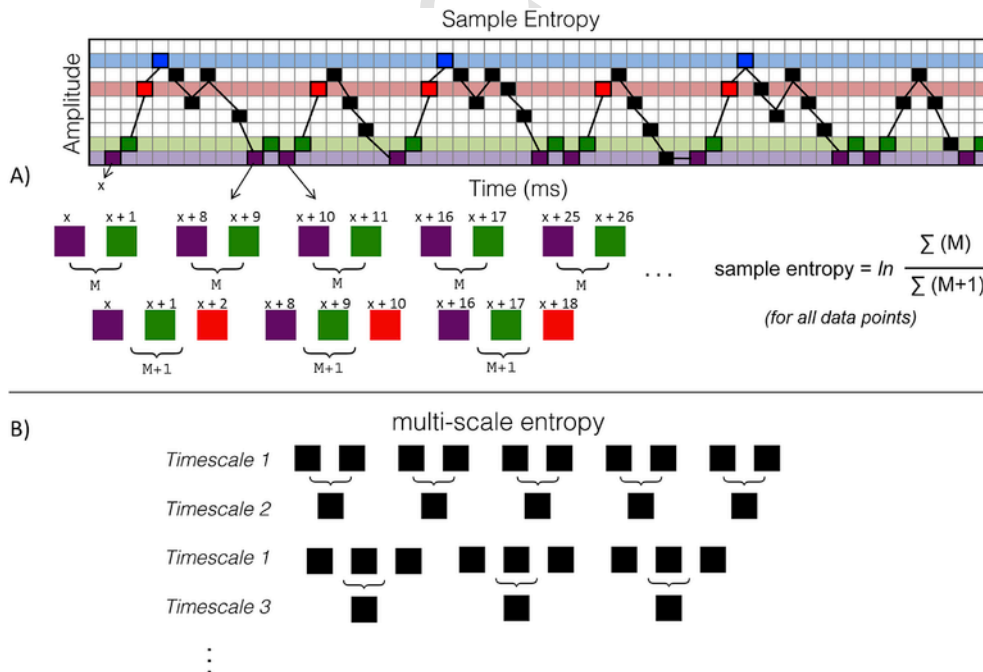 Sample Entropy
Amplitude
A)
x
Time (ms)
x x + 1 x + 8 x + 9 x + 10 x + 11 x + 16 x + 17 x + 25 x + 26
M M M M M
...
sample entropy = ln ∑ (M) / ∑ (M+1)
(for all data points)
x x + 1 x + 2 x + 8 x + 9 x + 10 x + 16 x + 17 x + 18
M+1 M+1 M+1
B)
multi-scale entropy
Timescale 1
Timescale 2
Timescale 1
Timescale 3
⋮